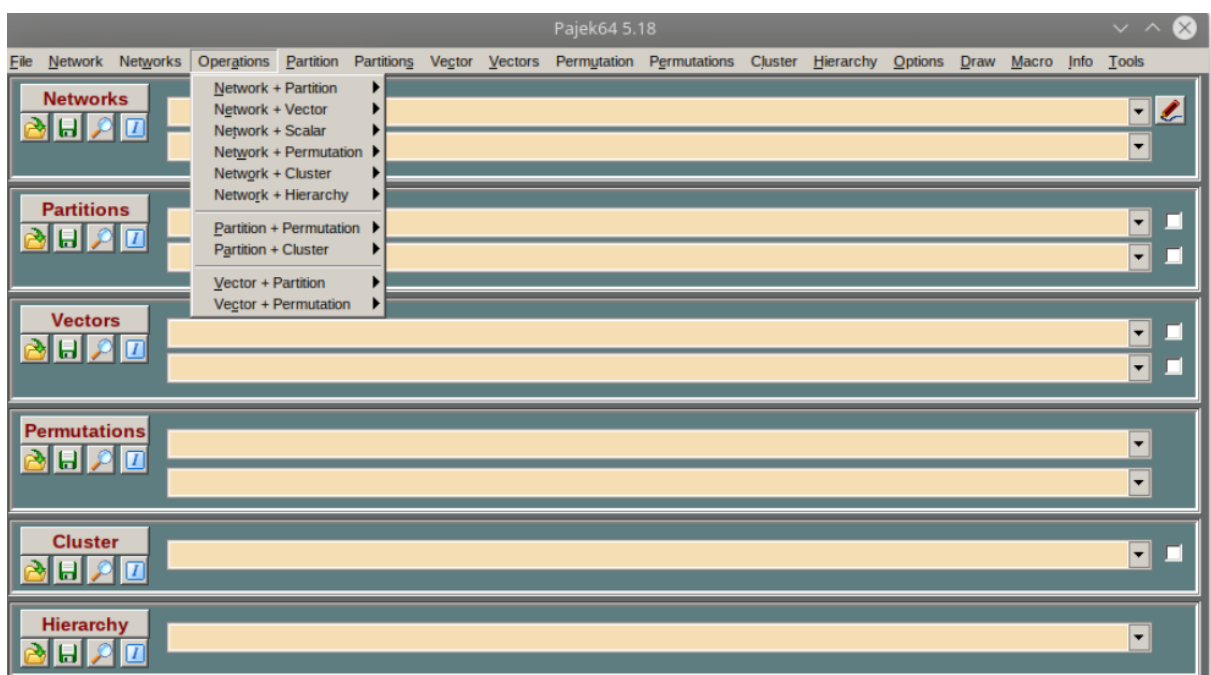 Pajek64 5.18
File Network Networks Operations Partition Partitions Vector Vectors Permutation Permutations Cluster Hierarchy Options Draw Macro Info Tools
Networks
Network + Partition
Network + Vector
Network + Scalar
Network + Permutation
Network + Cluster
Network + Hierarchy
Partitions
Partition + Permutation
Partition + Cluster
Vector + Partition
Vector + Permutation
Vectors
Permutations
Cluster
Hierarchy